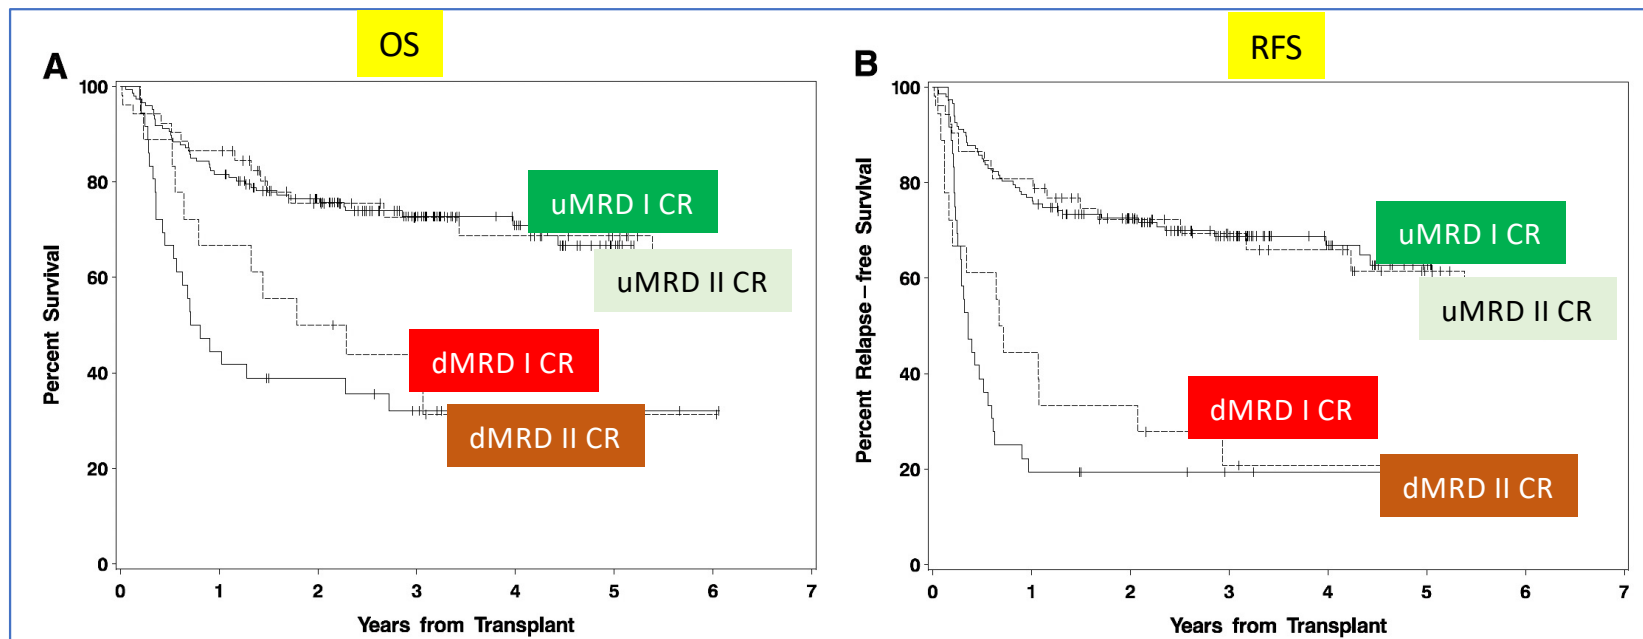 OS
A
Percent Survival
100
80
60
40
20
0
0 1 2 3 4 5 6 7
Years from Transplant
uMRD I CR
uMRD II CR
dMRD I CR
dMRD II CR
RFS
B
Percent Relapse-free Survival
100
80
60
40
20
0
0 1 2 3 4 5 6 7
Years from Transplant
uMRD I CR
uMRD II CR
dMRD I CR
dMRD II CR